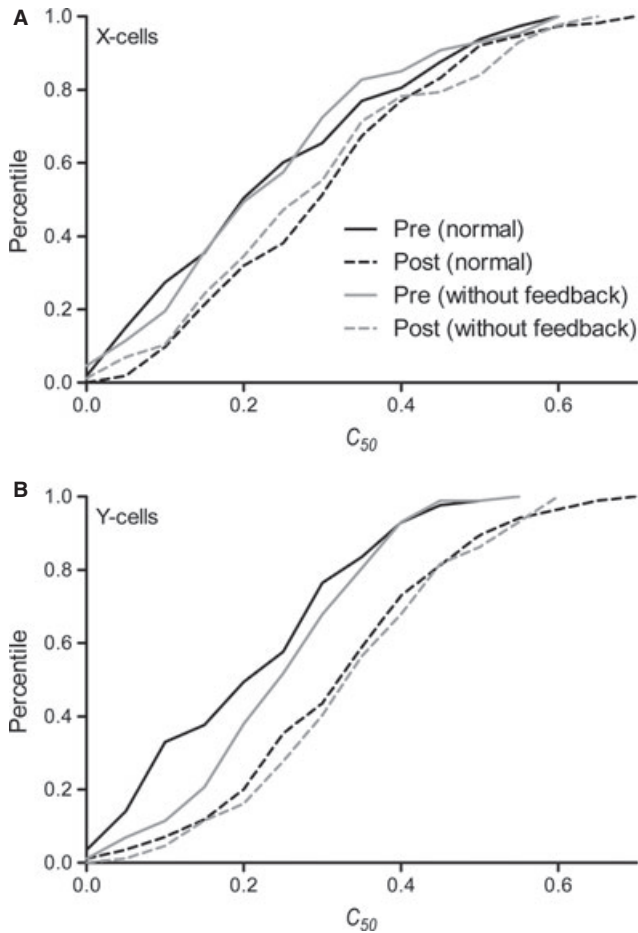 A
X-cells
Percentile
1.0
0.8
0.6
0.4
0.2
0.0
Pre (normal)
Post (normal)
Pre (without feedback)
Post (without feedback)
0.0 0.2 0.4 0.6
C50
B
Y-cells
Percentile
1.0
0.8
0.6
0.4
0.2
0.0
0.0 0.2 0.4 0.6
C50